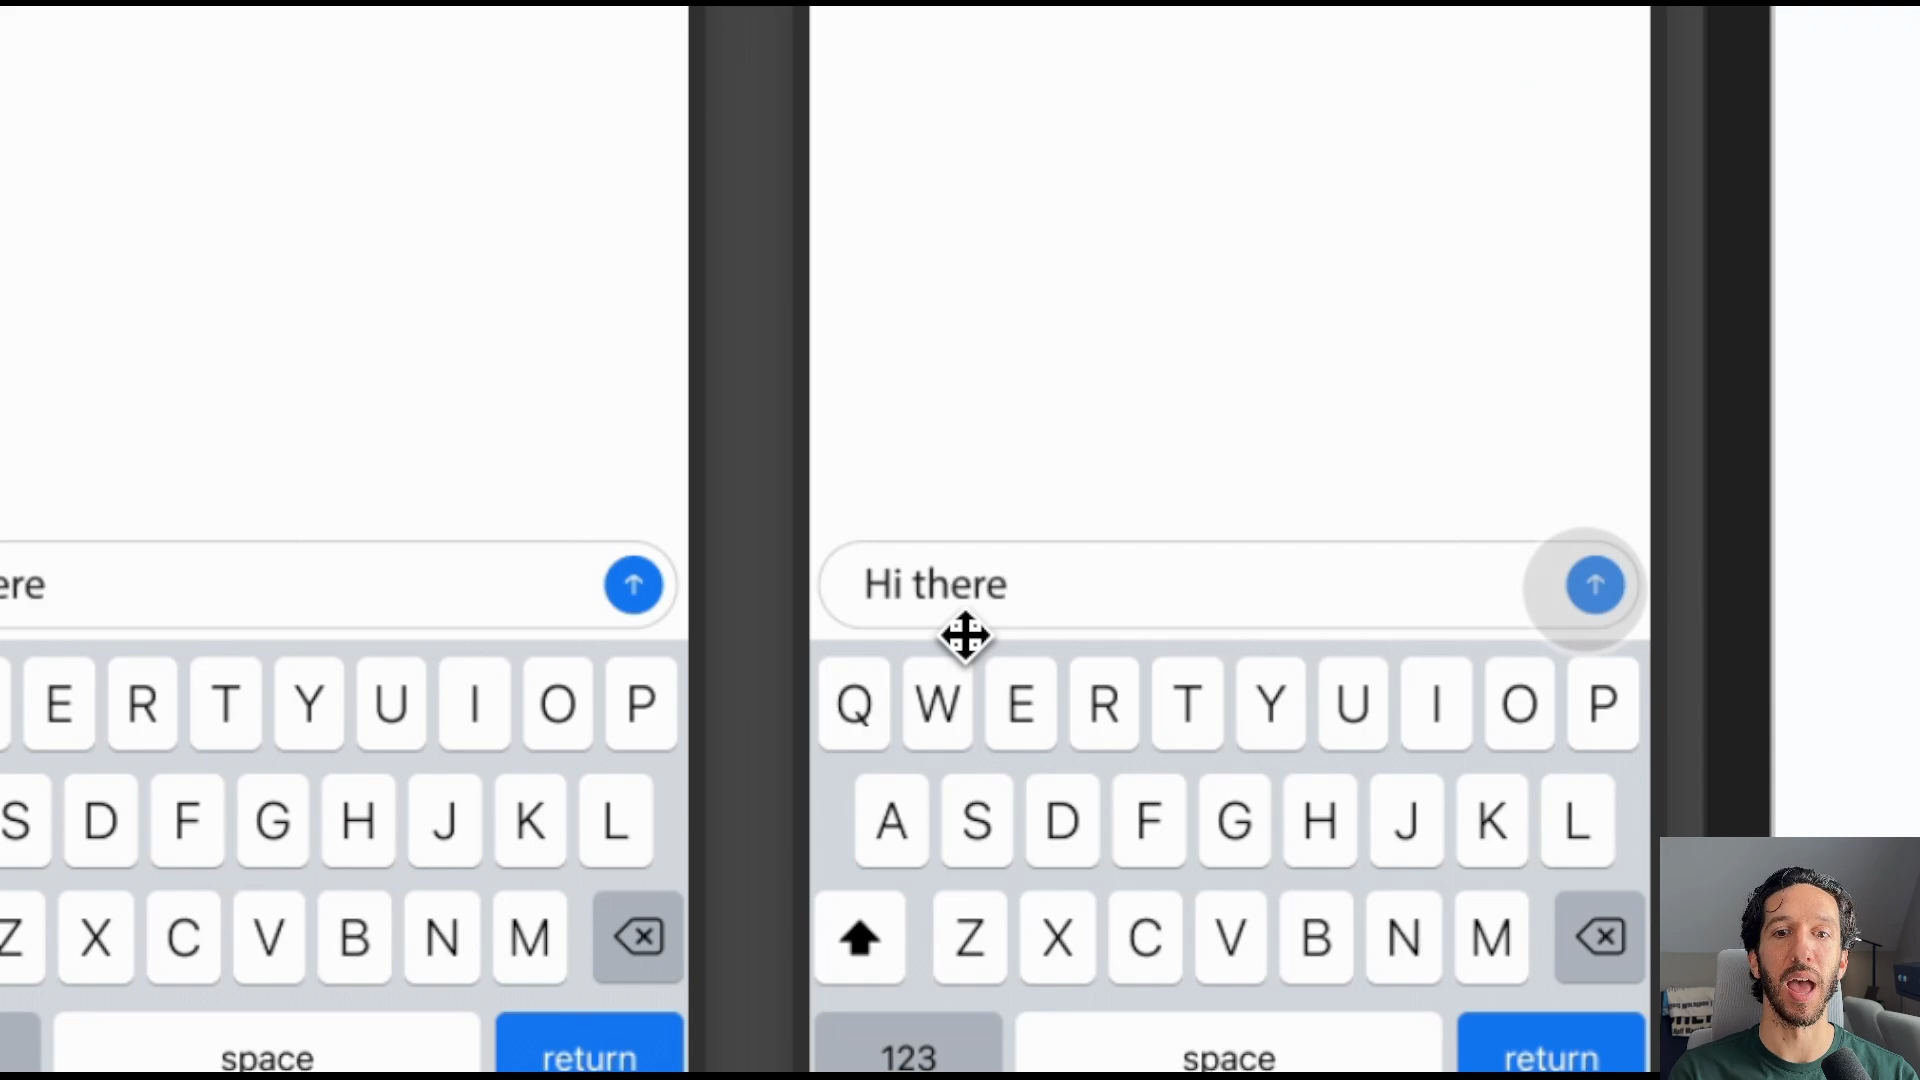 ere
E R T Y U I O P
S D F G H J K L
Z X C V B N M
space return
Hi there
Q W E R T Y U I O P
A S D F G H J K L
Z X C V B N M
123 space return